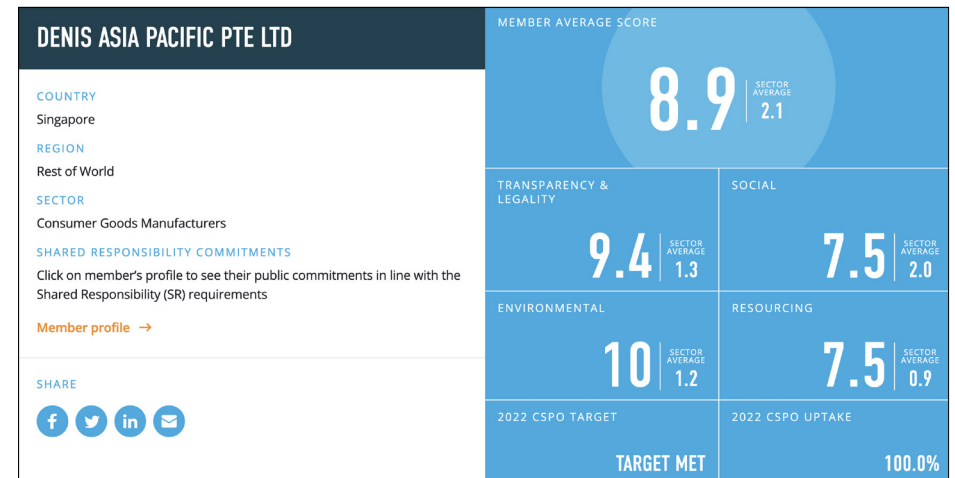 DENIS ASIA PACIFIC PTE LTD
COUNTRY
Singapore
REGION
Rest of World
SECTOR
Consumer Goods Manufacturers
SHARED RESPONSIBILITY COMMITMENTS
Click on member's profile to see their public commitments in line with the
Shared Responsibility (SR) requirements
Member profile →
SHARE
f
in
MEMBER AVERAGE SCORE
8.9
SECTOR
AVERAGE
2.1
TRANSPARENCY &
LEGALITY
9.4
SECTOR
AVERAGE
1.3
SOCIAL
7.5
SECTOR
AVERAGE
2.0
ENVIRONMENTAL
10
SECTOR
AVERAGE
1.2
RESOURCING
7.5
SECTOR
AVERAGE
0.9
2022 CSPO TARGET
TARGET MET
2022 CSPO UPTAKE
100.0%